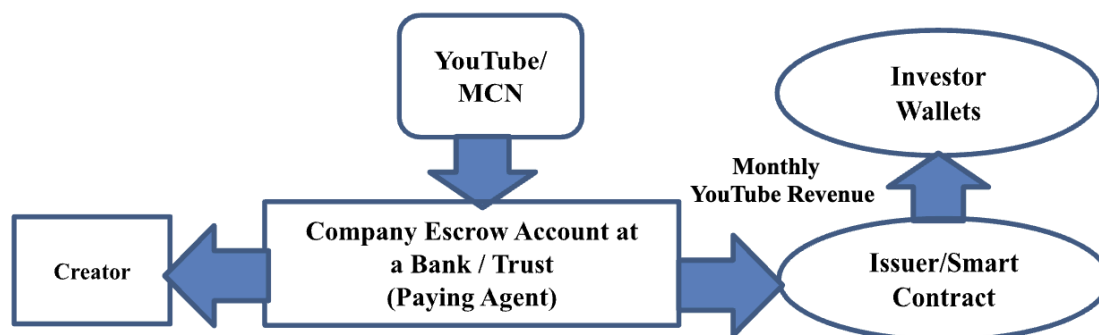 YouTube/
MCN
Investor
Wallets
Monthly
YouTube Revenue
Creator
Company Escrow Account at
a Bank / Trust
(Paying Agent)
Issuer/Smart
Contract